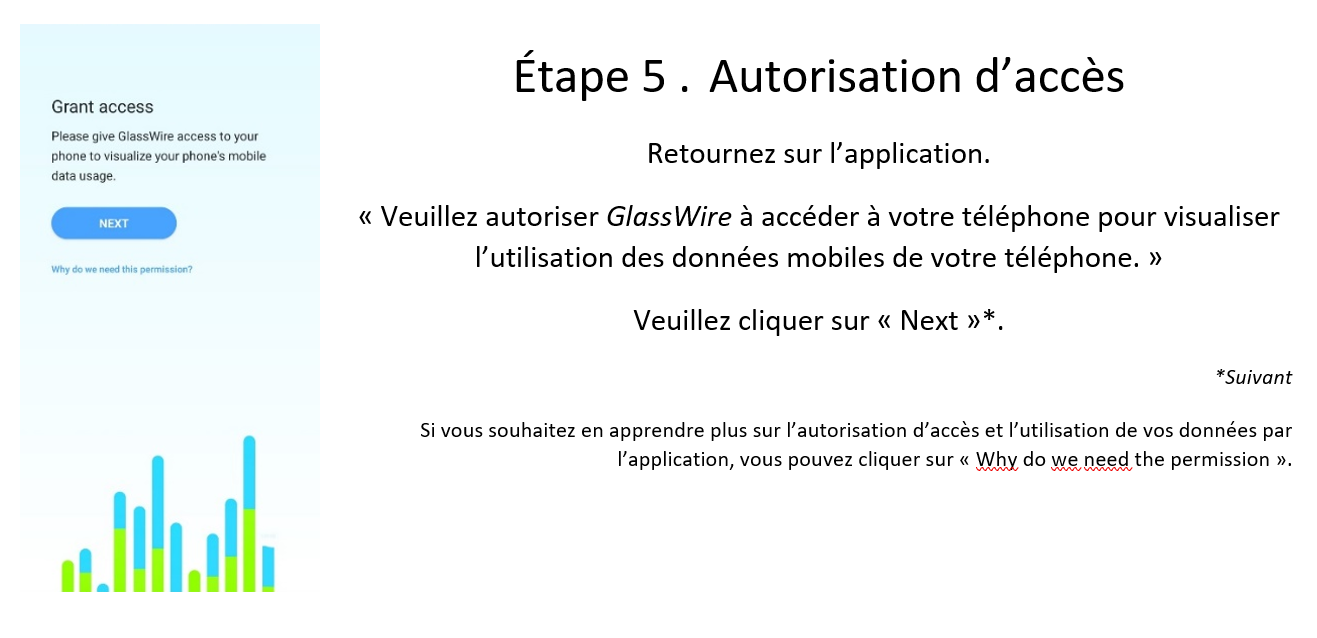 Grant access
Please give GlassWire access to your
phone to visualize your phone's mobile
data usage.
NEXT
Why do we need this permission?
Étape 5 . Autorisation d’accès
Retournez sur l’application.
« Veuillez autoriser GlassWire à accéder à votre téléphone pour visualiser
l’utilisation des données mobiles de votre téléphone. »
Veuillez cliquer sur « Next »*.
*Suivant
Si vous souhaitez en apprendre plus sur l’autorisation d’accès et l’utilisation de vos données par
l’application, vous pouvez cliquer sur « Why do we need the permission ».